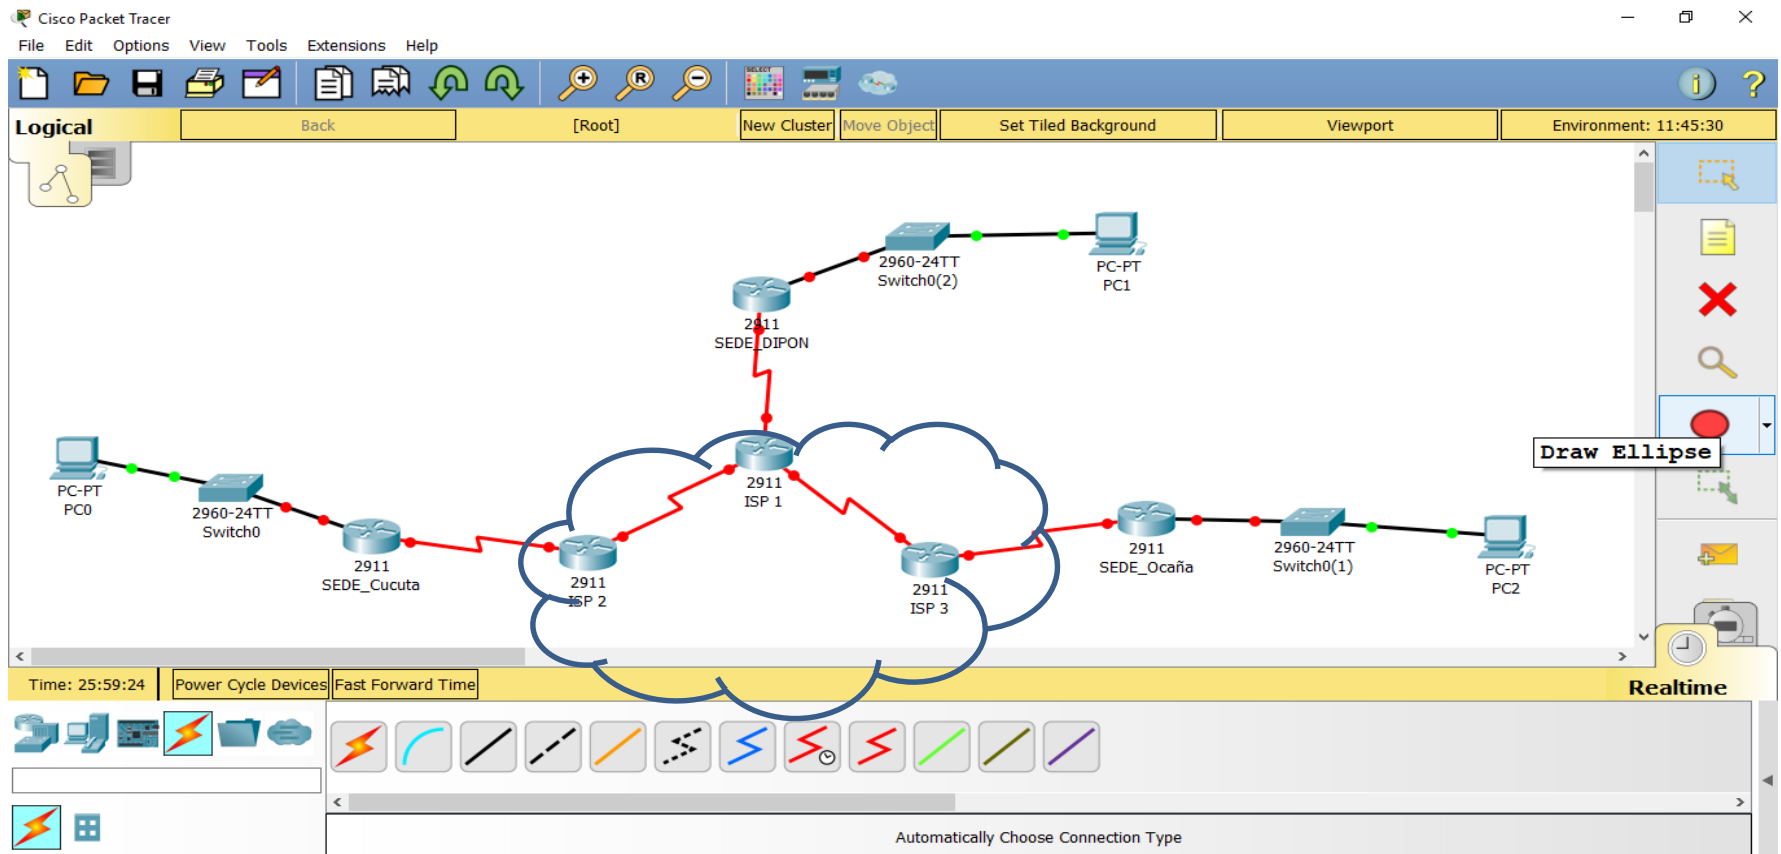 Cisco Packet Tracer
File Edit Options View Tools Extensions Help
SELECT
R
i ?
Logical Back [Root] New Cluster Move Object Set Tiled Background Viewport Environment: 11:45:30
2960-24TT
Switch0(2)
PC-PT
PC1
2911
SEDE_DIPON
Draw Ellipse
PC-PT
PC0
2960-24TT
Switch0
2911
SEDE_Cucuta
2911
ISP 2
2911
ISP 1
2911
ISP 3
2911
SEDE_Ocaña
2960-24TT
Switch0(1)
PC-PT
PC2
Time: 25:59:24 Power Cycle Devices Fast Forward Time Realtime
Automatically Choose Connection Type